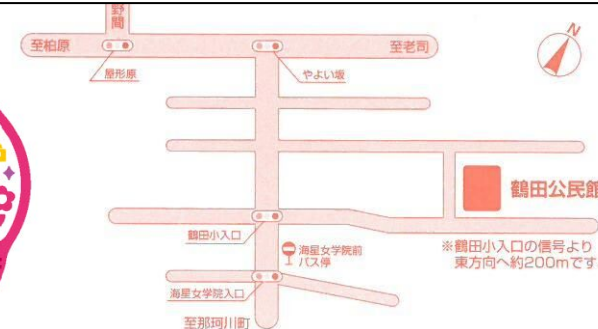 野間
N
至柏原
至老司
屋形原
やよい坂
鶴田公民館
鶴田小入口
海星女学院前
バス停
※鶴田小入口の信号より
東方向へ約200mです
海星女学院入口
至那珂川町